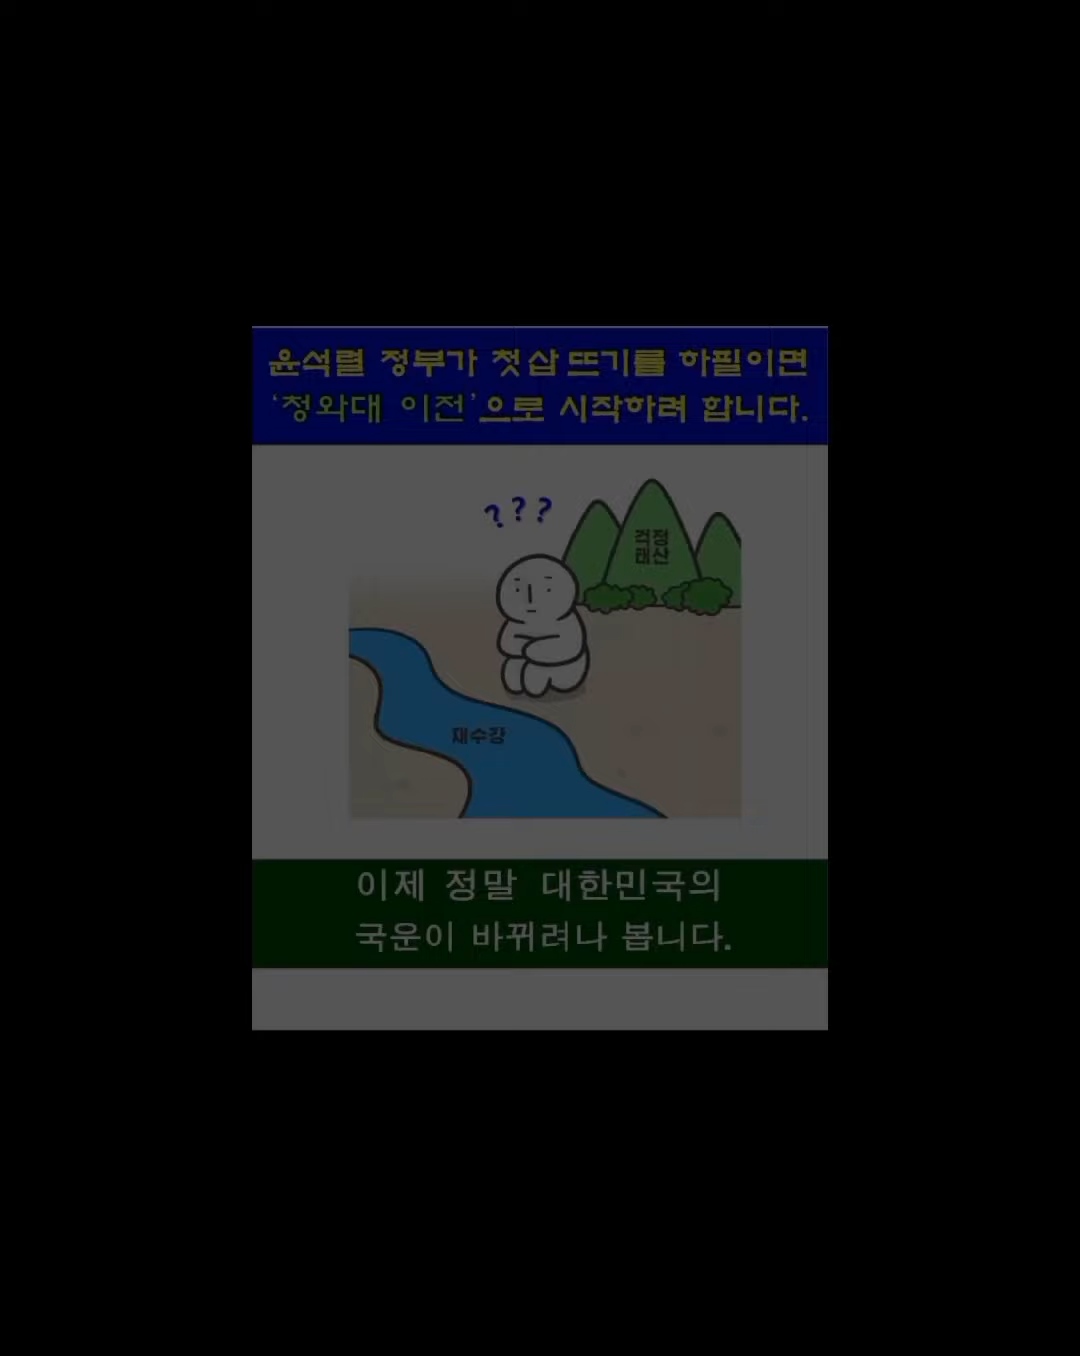 윤석렬 정부가 첫삽 뜨기를 하필이면
‘청와대 이전’으로 시작하려 합니다.
???
걱정
태산
재수강
이제 정말 대한민국의
국운이 바뀌려나 봅니다.